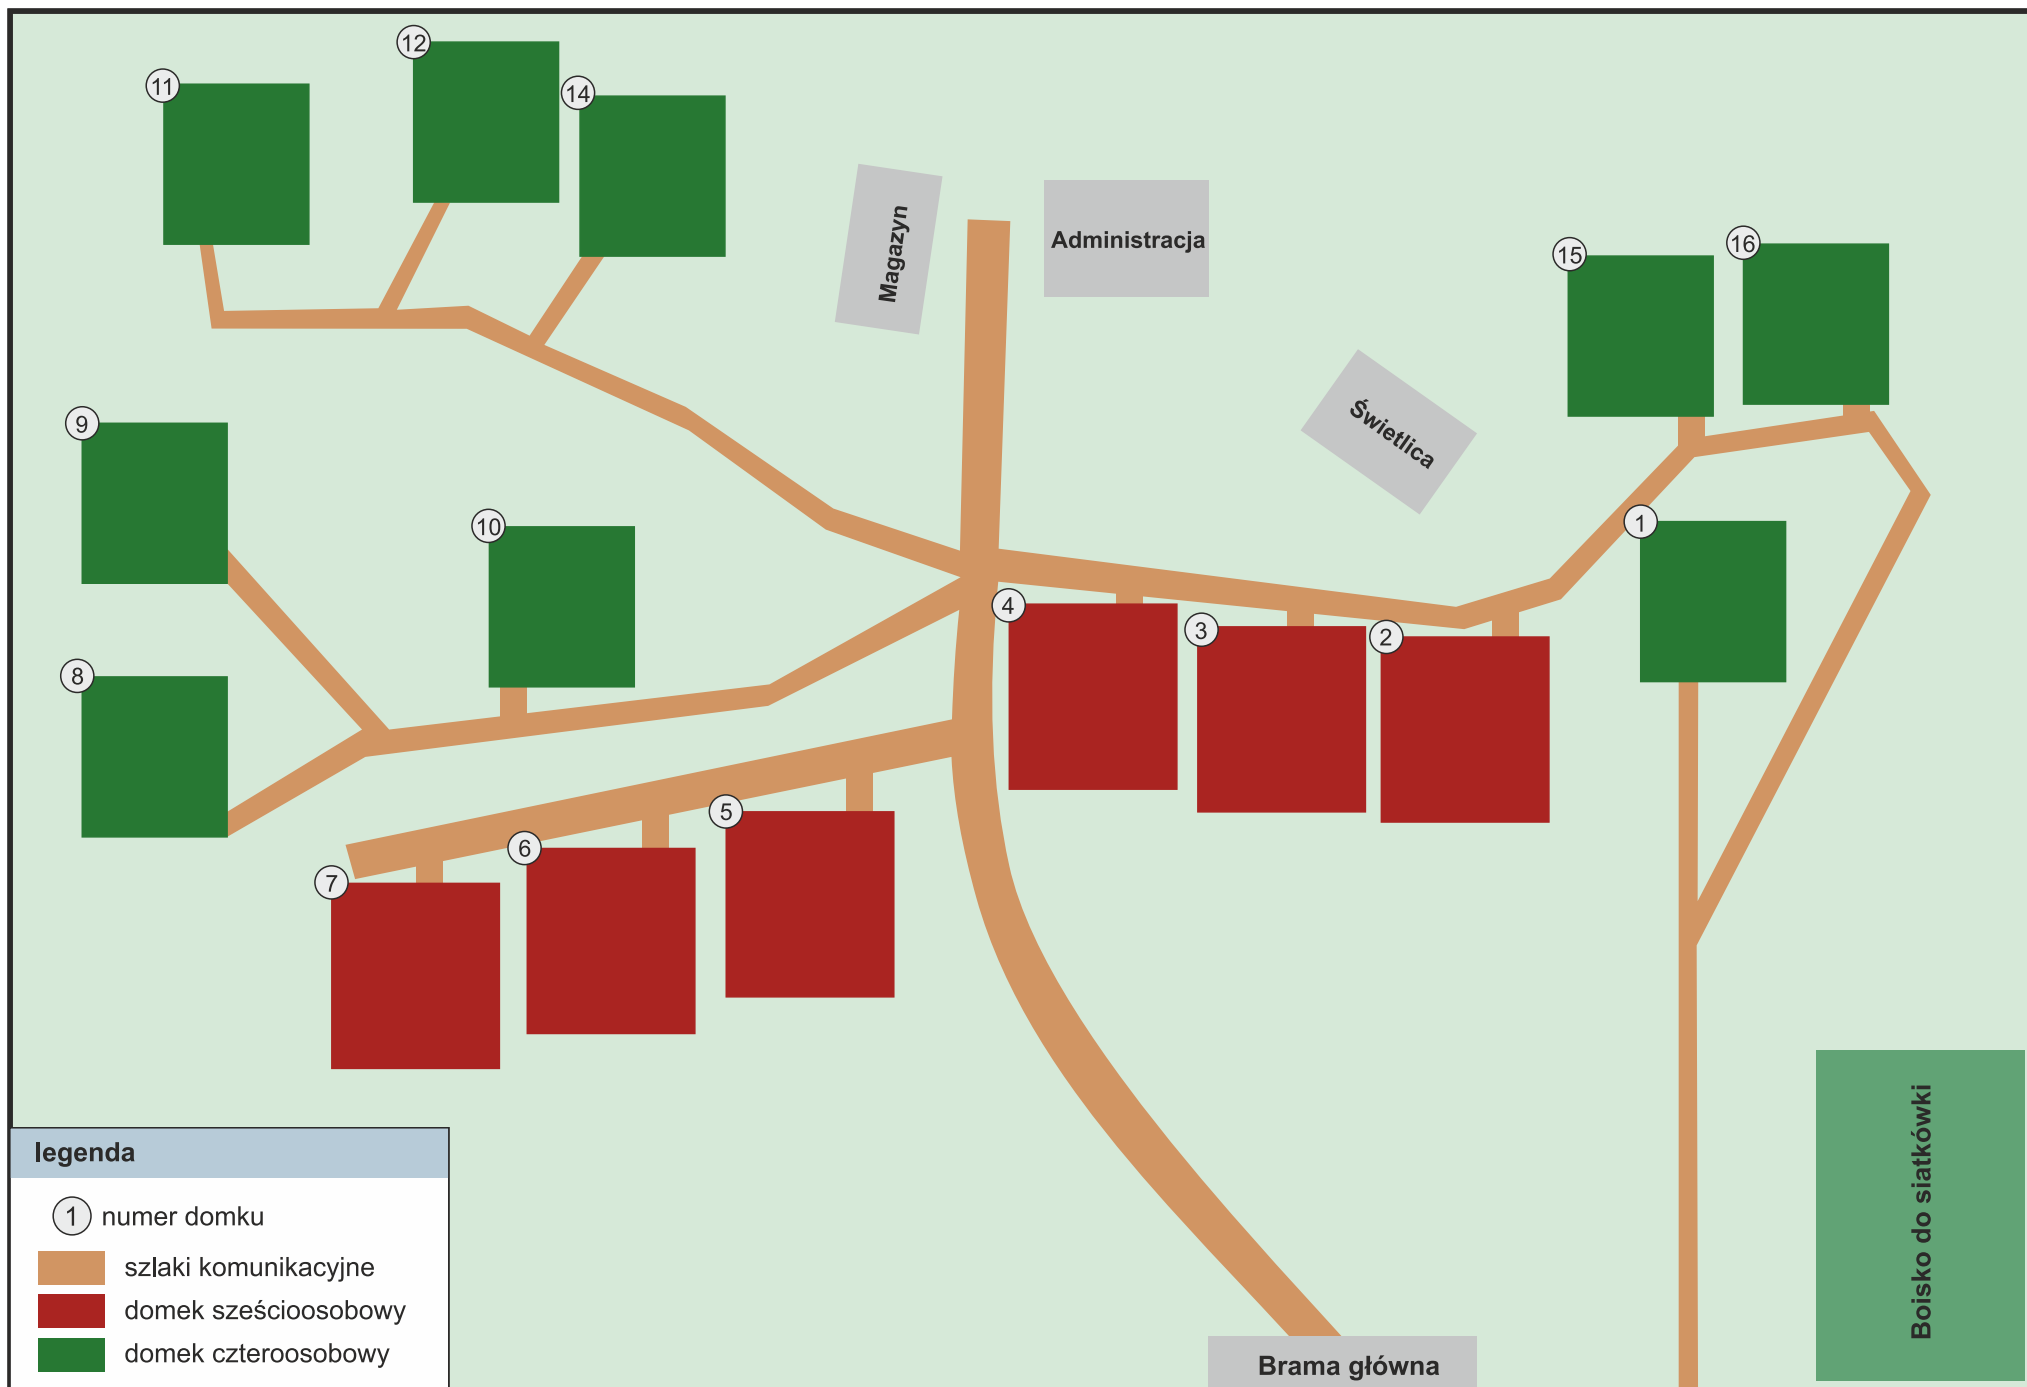 12
11
14
Magazyn
Administracja
15
16
Świetlica
9
10
1
4
3
2
8
5
6
7
legenda
1 numer domku
szlaki komunikacyjne
domek sześcioosobowy
domek czteroosobowy
Boisko do siatkówki
Brama główna